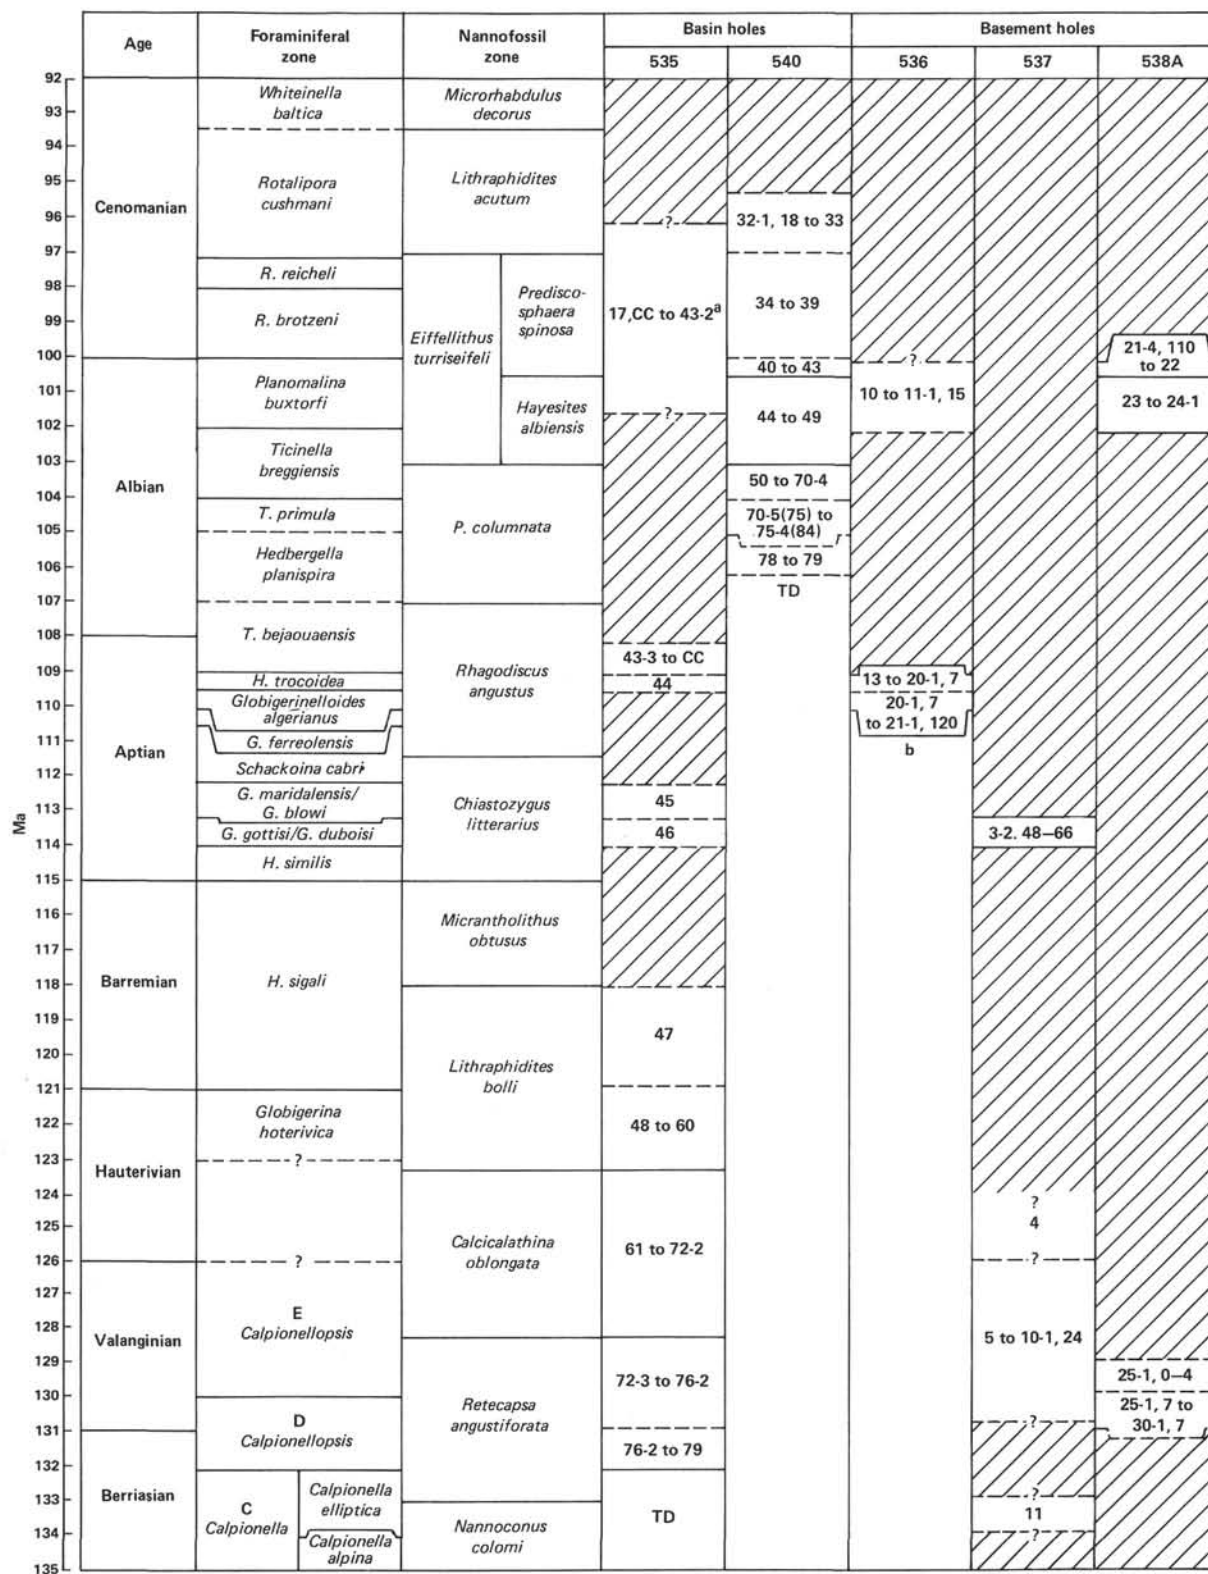 Basin holes
Basement holes
Age
Foraminiferal
zone
Nannofossil
zone
535
540
536
537
538A
Ma
92
93
94
95
96
97
98
99
100
101
102
103
104
105
106
107
108
109
110
111
112
113
114
115
116
117
118
119
120
121
122
123
124
125
126
127
128
129
130
131
132
133
134
135
Cenomanian
Albian
Aptian
Barremian
Hauterivian
Valanginian
Berriasian
Whiteinella
baltica
Rotalipora
cushmani
R. reicheli
R. brotzeni
Planomalina
buxtorfi
Ticinella
breggiensis
T. primula
Hedbergella
planispira
T. bejaouaensis
H. trocoidea
Globigerinelloides
algerianus
G. ferreolensis
Schackoina cabri
G. maridalensis/
G. blowi
G. gottisi/G. duboisi
H. similis
H. sigali
Globigerina
hoterivica
?
?
E
Calpionellopsis
D
Calpionellopsis
C
Calpionella
Calpionella
elliptica
Calpionella
alpina
Microrhabdulus
decorus
Lithraphidites
acutum
Eiffellithus
turriseifeli
Predisco-
sphaera
spinosa
Hayesites
albiensis
P. columnata
Rhagodiscus
angustus
Chiastozygus
litterarius
Micrantholithus
obtusus
Lithraphidites
bolli
Calcicalathina
oblongata
Retecapsa
angustiforata
Nannoconus
colomi
?
17,CC to 43-2a
?
43-3 to CC
44
45
46
47
48 to 60
61 to 72-2
72-3 to 76-2
76-2 to 79
TD
32-1, 18 to 33
34 to 39
40 to 43
44 to 49
50 to 70-4
70-5(75) to
75-4(84)
78 to 79
TD
?
10 to 11-1, 15
13 to 20-1, 7
20-1, 7
to 21-1, 120
b
3-2. 48–66
?
4
?
5 to 10-1, 24
?
?
11
?
21-4, 110
to 22
23 to 24-1
25-1, 0–4
25-1, 7 to
30-1, 7